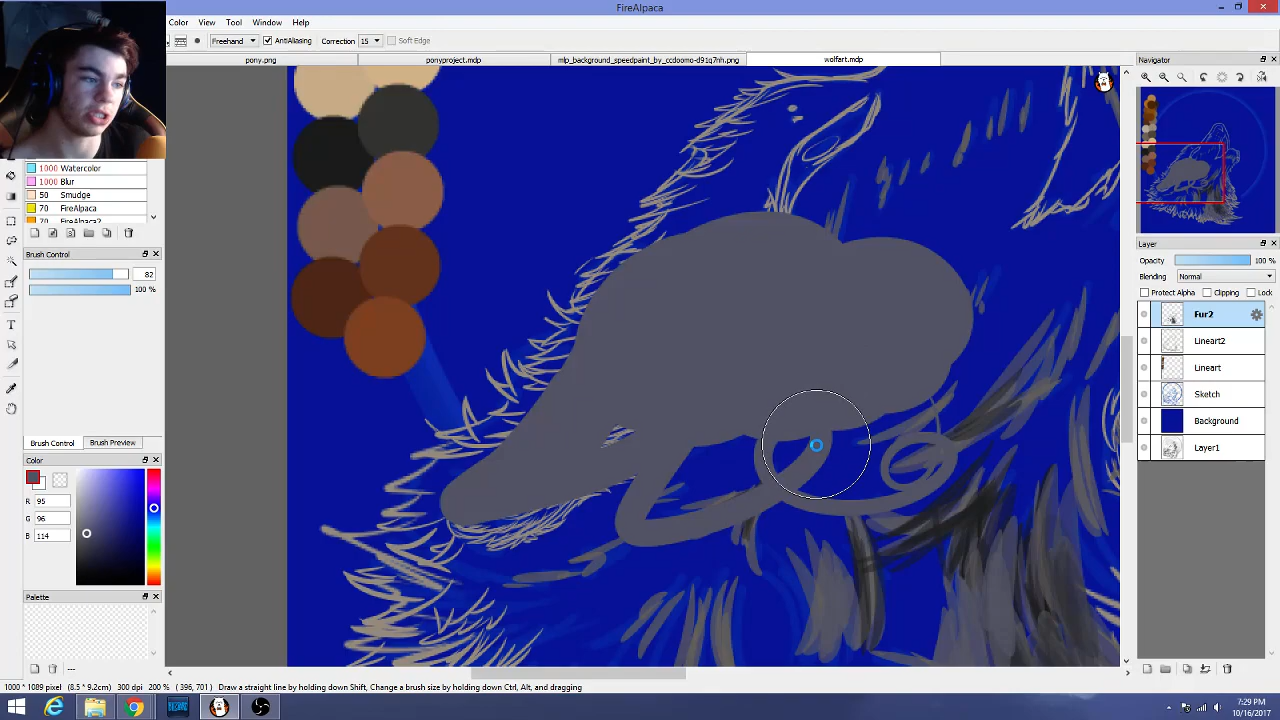 FireAlpaca
Color View Tool Window Help
Freehand AntiAliasing Correction 15 Soft Edge
pony.png ponyproject.mdp mlp_background_speedpaint_by_ccdoomo-d91q7nh.png wolfart.mdp
Navigator
1000 Watercolor
1000 Blur
50 Smudge
70 FireAlpaca
70 FireAlpaca2
Brush Control
82
100 %
Brush Control Brush Preview
Color
R 95
G 96
B 114
Palette
---
Layer
Opacity 100 %
Blending Normal
Protect Alpha Clipping Lock
Fur2
Lineart2
Lineart
Sketch
Background
Layer1
1000 * 1089 pixel (8.5 * 9.2cm) 300 dpi 200 % ( 396, 701 ) Draw a straight line by holding down Shift, Change a brush size by holding down Ctrl, Alt, and dragging
7:29 PM
10/16/2017